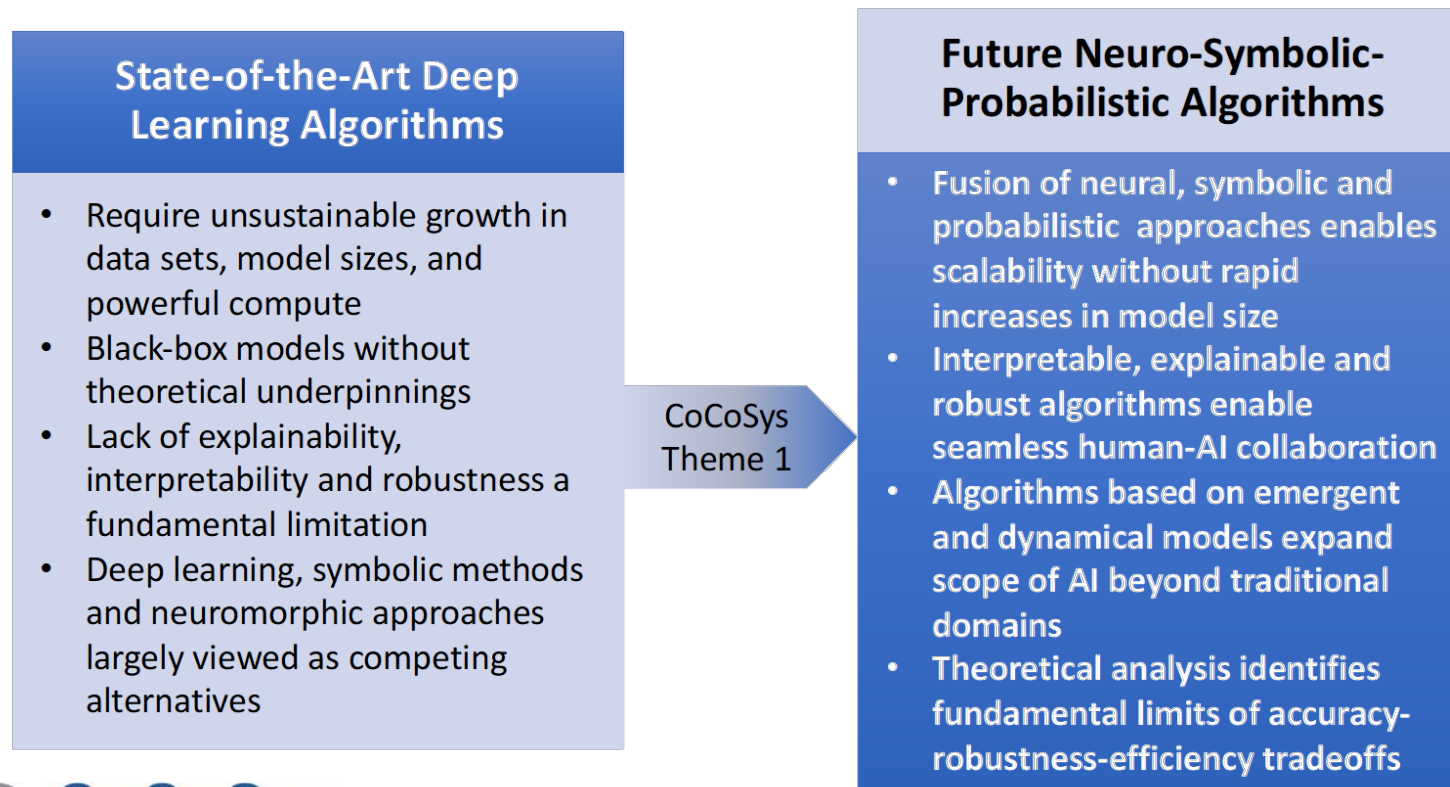 State-of-the-Art Deep
Learning Algorithms
• Require unsustainable growth in
data sets, model sizes, and
powerful compute
• Black-box models without
theoretical underpinnings
• Lack of explainability,
interpretability and robustness a
fundamental limitation
• Deep learning, symbolic methods
and neuromorphic approaches
largely viewed as competing
alternatives
CoCoSys
Theme 1
Future Neuro-Symbolic-
Probabilistic Algorithms
• Fusion of neural, symbolic and
probabilistic approaches enables
scalability without rapid
increases in model size
• Interpretable, explainable and
robust algorithms enable
seamless human-AI collaboration
• Algorithms based on emergent
and dynamical models expand
scope of AI beyond traditional
domains
• Theoretical analysis identifies
fundamental limits of accuracy-
robustness-efficiency tradeoffs